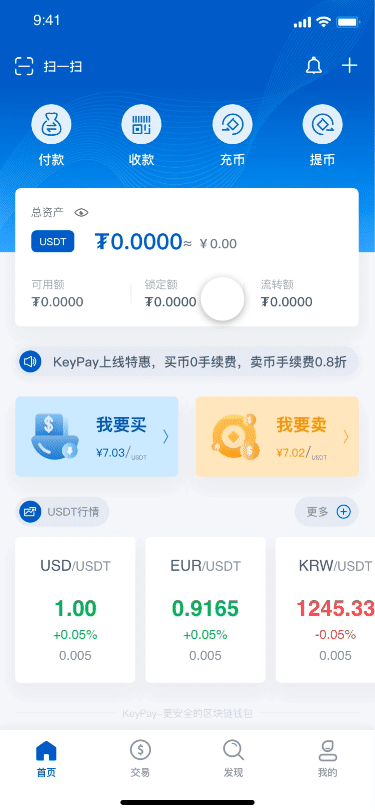 9:41
扫一扫
付款 收款 充币 提币
总资产
USDT ₮0.0000≈ ¥0.00
可用额 锁定额 流转额
₮0.0000 ₮0.0000 ₮0.0000
KeyPay上线特惠，买币0手续费，卖币手续费0.8折
我要买 我要卖
¥7.03/USDT ¥7.02/USDT
USDT行情 更多
USD/USDT EUR/USDT KRW/USDT
1.00 0.9165 1245.33
+0.05% +0.05% -0.05%
0.005 0.005 0.005
KeyPay-更安全的区块链钱包
首页 交易 发现 我的